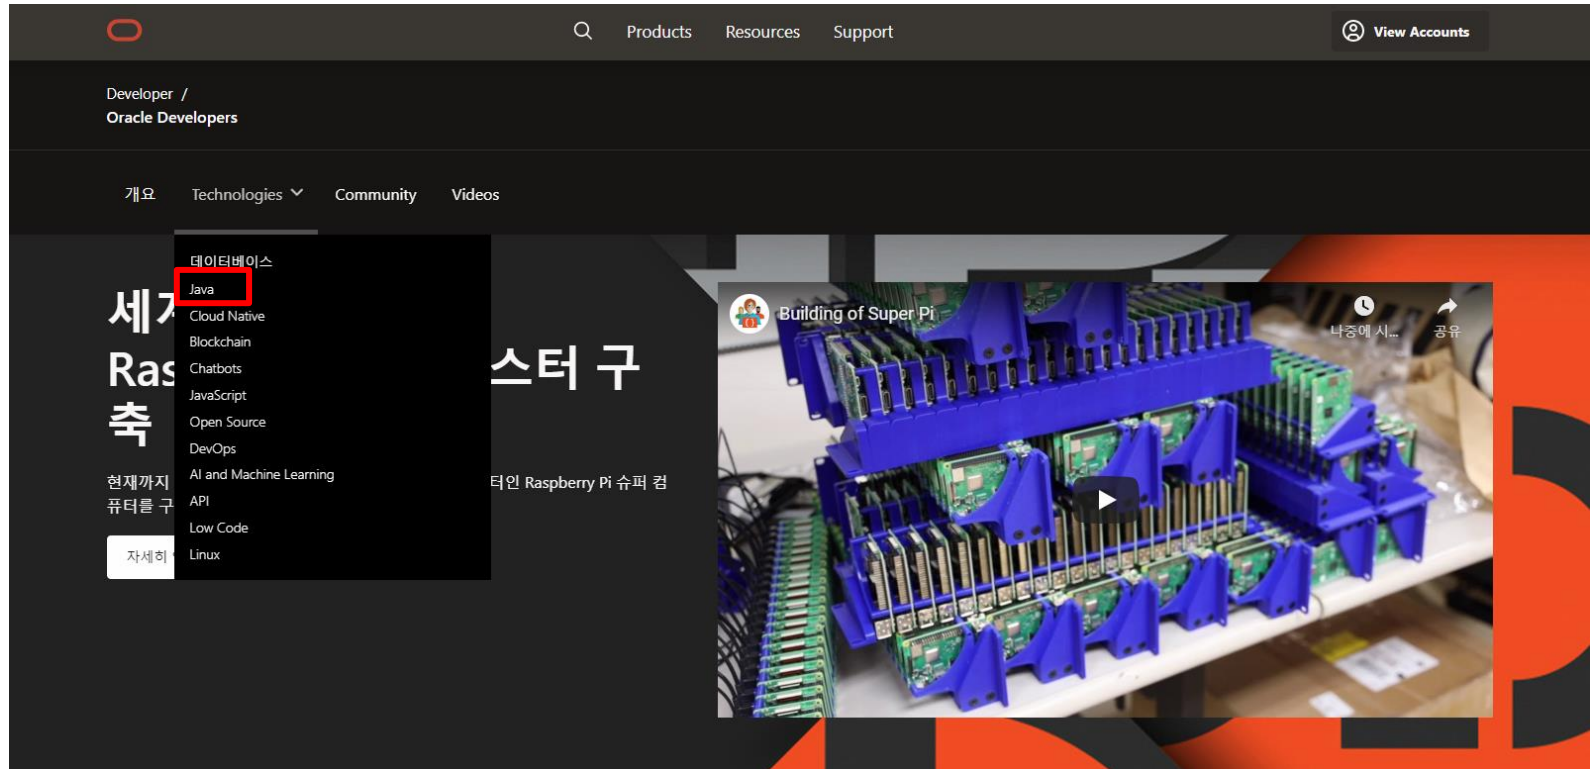 Products Resources Support View Accounts
Developer /
Oracle Developers
개요 Technologies Community Videos
데이터베이스
Java
Cloud Native
Blockchain
Chatbots
JavaScript
Open Source
DevOps
AI and Machine Learning
API
Low Code
Linux
스터 구
축
현재까지 터인 Raspberry Pi 슈퍼 컴
퓨터를 구
자세히
Building of Super Pi
나중에 시... 공유